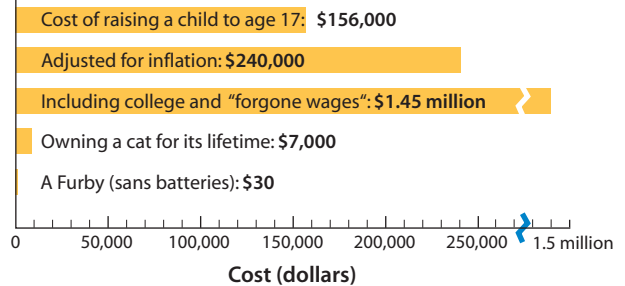 Cost of raising a child to age 17: $156,000
Adjusted for inflation: $240,000
Including college and “forgone wages“: $1.45 million
Owning a cat for its lifetime: $7,000
A Furby (sans batteries): $30
0 50,000 100,000 150,000 200,000 250,000 1.5 million
Cost (dollars)